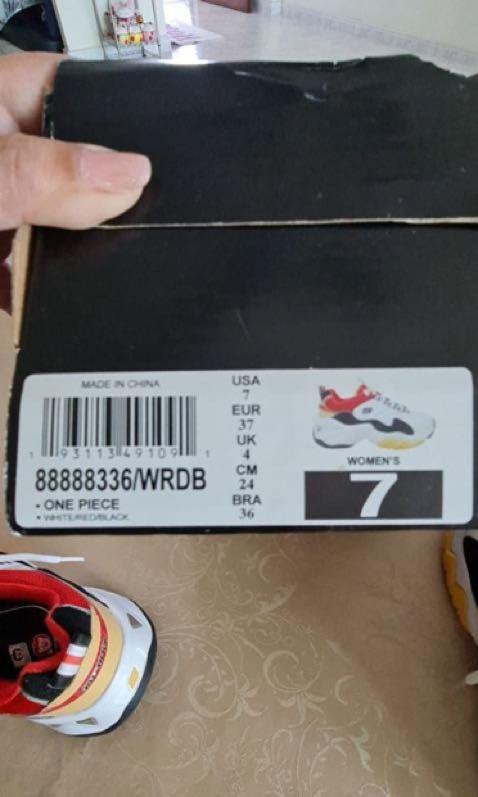 MADE IN CHINA
1 93113 49109 1
88888336/WRDB
• ONE PIECE
• WHITE/RED/BLACK
USA
7
EUR
37
UK
4
CM
24
BRA
36
WOMEN'S
7